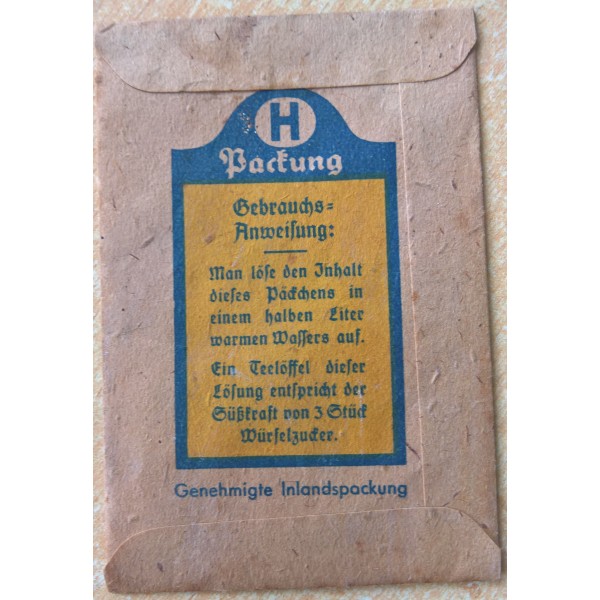 H
Packung
Gebrauchs=
Anweisung:
Man löse den Inhalt
dieses Päckchens in
einem halben Liter
warmen Wassers auf.
Ein Teelöffel dieser
Lösung entspricht der
Süßkraft von 3 Stück
Würfelzucker.
Genehmigte Inlandspackung